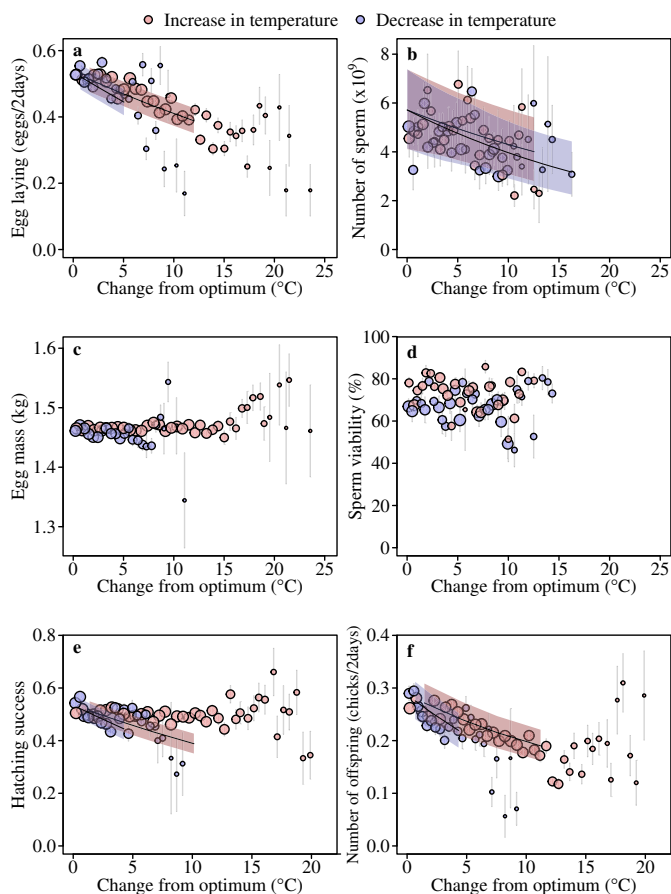 Increase in temperature Decrease in temperature
a
Egg laying (eggs/2days)
0.6
0.4
0.2
0.0
0 5 10 15 20 25
Change from optimum (°C)
b
Number of sperm (x10⁹)
8
6
4
2
0
0 5 10 15 20 25
Change from optimum (°C)
c
Egg mass (kg)
1.6
1.5
1.4
1.3
0 5 10 15 20 25
Change from optimum (°C)
d
Sperm viability (%)
100
80
60
40
20
0
0 5 10 15 20 25
Change from optimum (°C)
e
Hatching success
0.8
0.6
0.4
0.2
0.0
0 5 10 15 20
Change from optimum (°C)
f
Number of offspring (chicks/2days)
0.4
0.3
0.2
0.1
0.0
0 5 10 15 20
Change from optimum (°C)